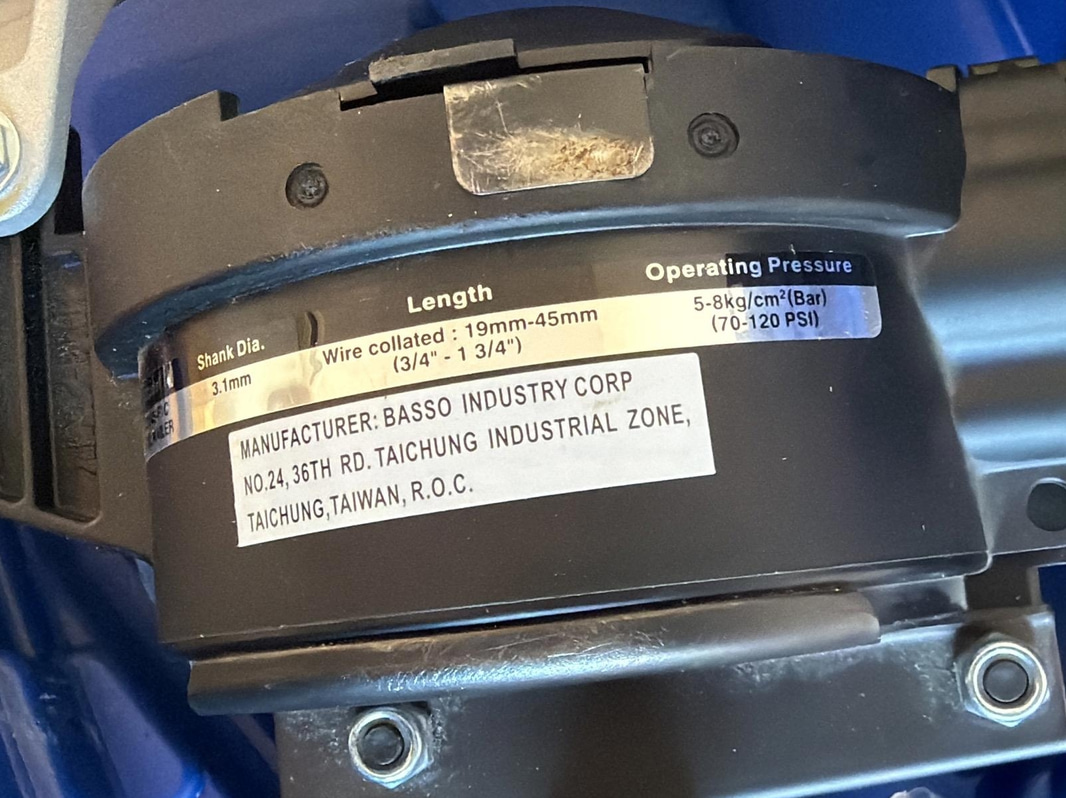 Shank Dia.
3.1mm
Length
Wire collated : 19mm-45mm
(3/4" - 1 3/4")
Operating Pressure
5-8kg/cm²(Bar)
(70-120 PSI)
MANUFACTURER: BASSO INDUSTRY CORP
NO.24, 36TH RD. TAICHUNG INDUSTRIAL ZONE,
TAICHUNG,TAIWAN, R.O.C.